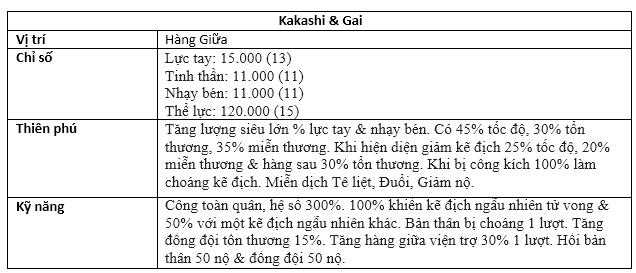 Kakashi & Gai
Vị trí
Hàng Giữa
Chỉ số
Lực tay: 15.000 (13)
Tinh thần: 11.000 (11)
Nhạy bén: 11.000 (11)
Thể lực: 120.000 (15)
Thiên phú
Tăng lượng siêu lớn % lực tay & nhạy bén. Có 45% tốc độ, 30% tổn
thương, 35% miễn thương. Khi hiện diện giảm kẻ địch 25% tốc độ, 20%
miễn thương & hàng sau 30% tổn thương. Khi bị công kích 100% làm
choáng kẻ địch. Miễn dịch Tê liệt, Đuổi, Giảm nộ.
Kỹ năng
Công toàn quân, hệ số 300%. 100% khiến kẻ địch ngẫu nhiên tử vong &
50% với một kẻ địch ngẫu nhiên khác. Bản thân bị choáng 1 lượt. Tăng
đồng đội tổn thương 15%. Tăng hàng giữa viện trợ 30% 1 lượt. Hồi bản
thân 50 nộ & đồng đội 50 nộ.